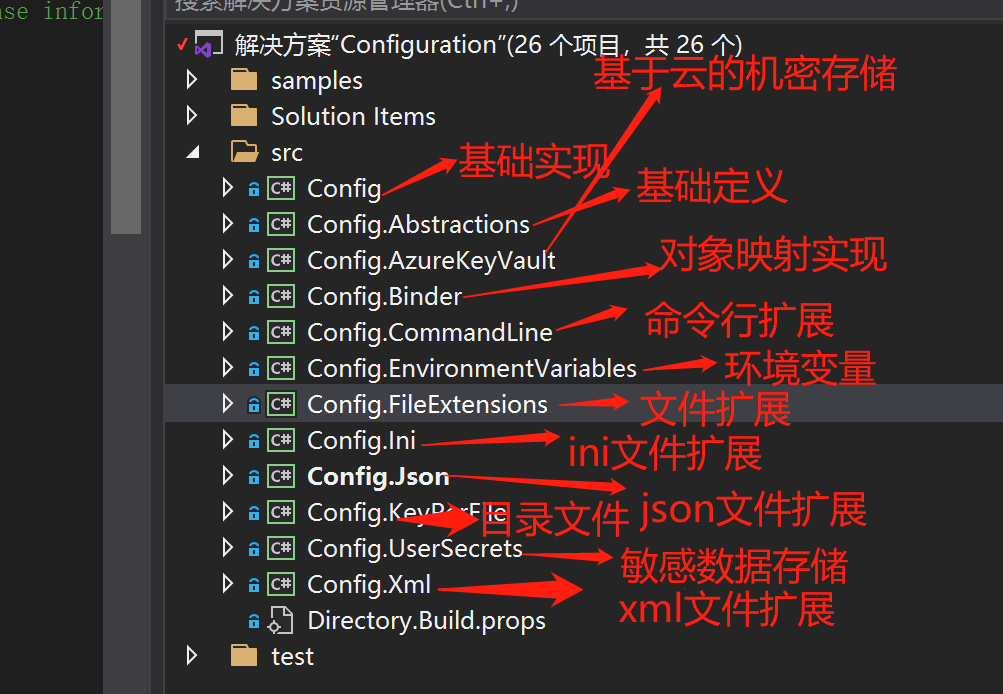 ase infor
搜索解决方案资源管理器(Ctrl+;)
解决方案“Configuration”(26 个项目，共 26 个)
samples
基于云的机密存储
Solution Items
src
Config
基础实现
Config.Abstractions
基础定义
Config.AzureKeyVault
Config.Binder
对象映射实现
Config.CommandLine
命令行扩展
Config.EnvironmentVariables
环境变量
Config.FileExtensions
文件扩展
Config.Ini
ini文件扩展
Config.Json
json文件扩展
Config.KeyPerFile
目录文件
Config.UserSecrets
敏感数据存储
Config.Xml
xml文件扩展
Directory.Build.props
test